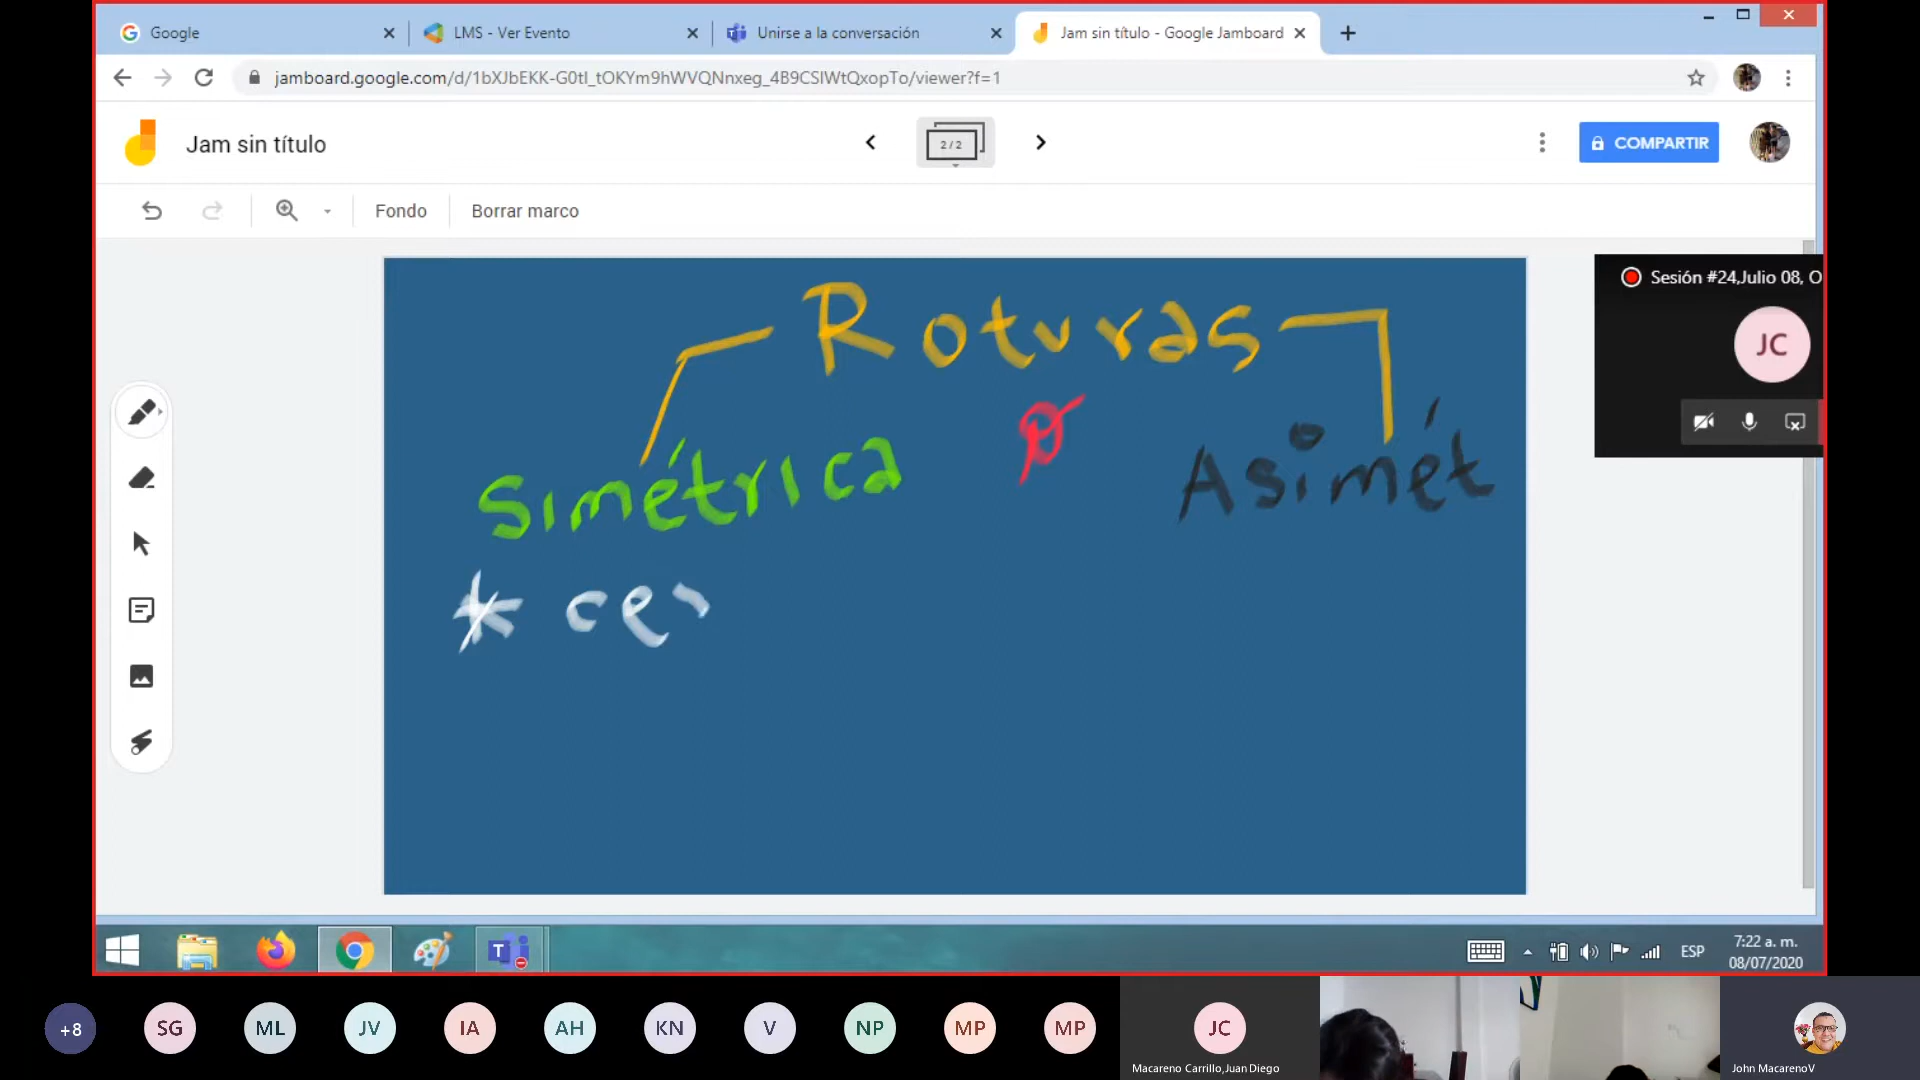 Google
LMS - Ver Evento
Unirse a la conversación
Jam sin título - Google Jamboard
jamboard.google.com/d/1bXJbEKK-G0tI_tOKYm9hWVQNnxeg_4B9CSIWtQxopTo/viewer?f=1
Jam sin título
2 / 2
COMPARTIR
Fondo
Borrar marco
Sesión #24,Julio 08, O
JC
Roturas
Simétrica
Asimét
* ce
T
ESP
7:22 a. m.
08/07/2020
+8
SG
ML
JV
IA
AH
KN
V
NP
MP
MP
JC
Macareno Carrillo,Juan Diego
John MacarenoV